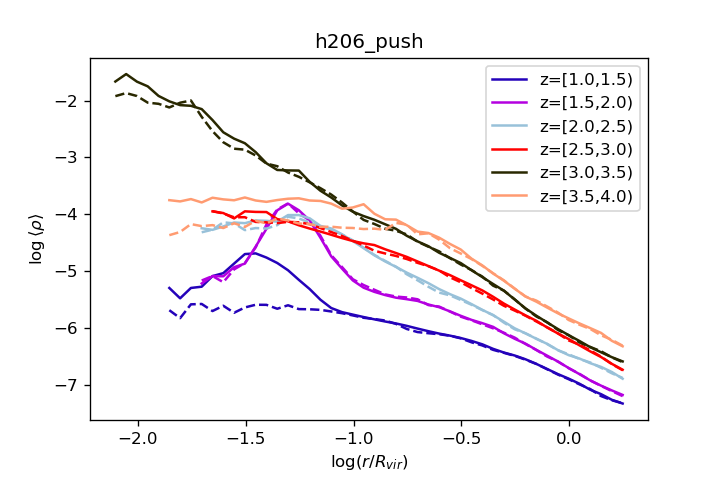 h206_push
z=[1.0,1.5)
z=[1.5,2.0)
z=[2.0,2.5)
z=[2.5,3.0)
z=[3.0,3.5)
z=[3.5,4.0)
log ⟨ρ⟩
−2
−3
−4
−5
−6
−7
−2.0 −1.5 −1.0 −0.5 0.0
log(r/R_{vir})